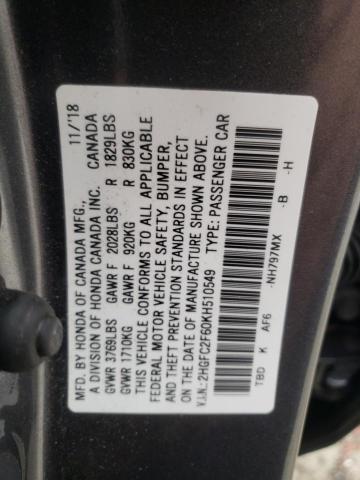 MFD. BY HONDA OF CANADA MFG., 11/'18
A DIVISION OF HONDA CANADA INC. CANADA
GVWR 3769LBS GAWR F 2028LBS R 1829LBS
GVWR 1710KG GAWR F 920KG R 830KG
THIS VEHICLE CONFORMS TO ALL APPLICABLE
FEDERAL MOTOR VEHICLE SAFETY, BUMPER,
AND THEFT PREVENTION STANDARDS IN EFFECT
ON THE DATE OF MANUFACTURE SHOWN ABOVE.
V.I.N.: 2HGFC2F60KH510549 TYPE: PASSENGER CAR
-NH797MX -B -H
TBD K AF6